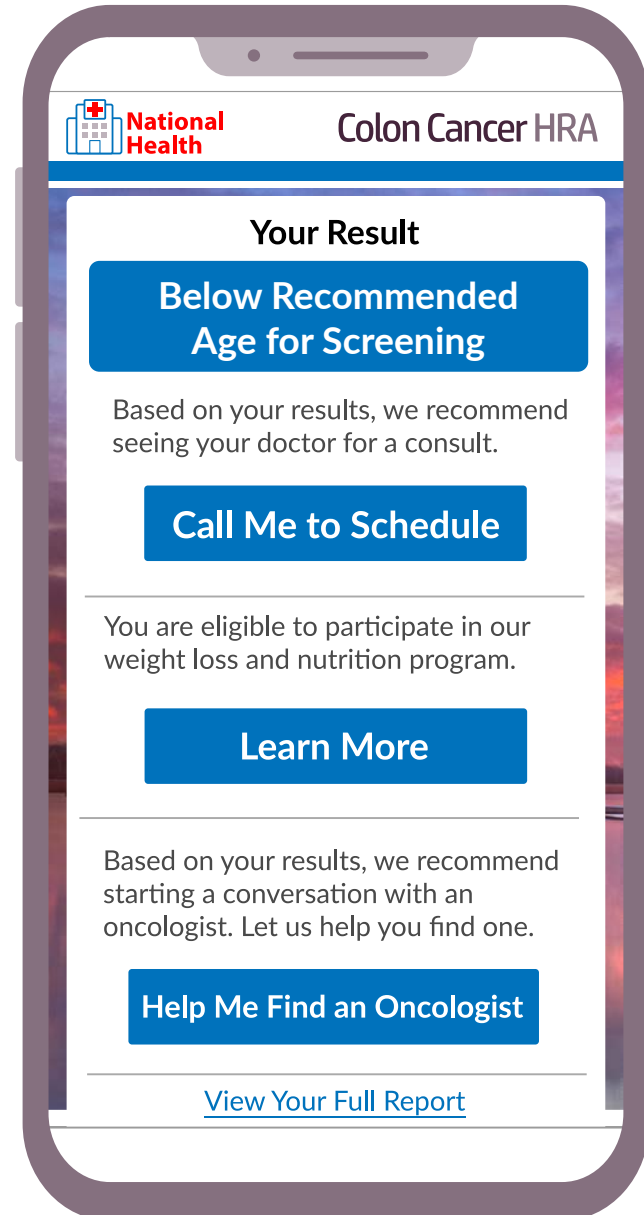 National
Health
Colon Cancer HRA
Your Result
Below Recommended
Age for Screening
Based on your results, we recommend
seeing your doctor for a consult.
Call Me to Schedule
You are eligible to participate in our
weight loss and nutrition program.
Learn More
Based on your results, we recommend
starting a conversation with an
oncologist. Let us help you find one.
Help Me Find an Oncologist
View Your Full Report